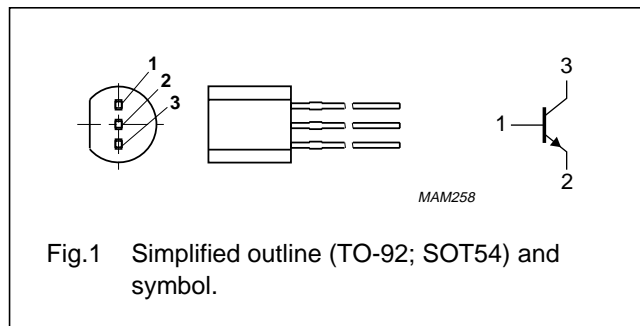 1
2
3
3
1
2
MAM258
Fig.1 Simplified outline (TO-92; SOT54) and
symbol.